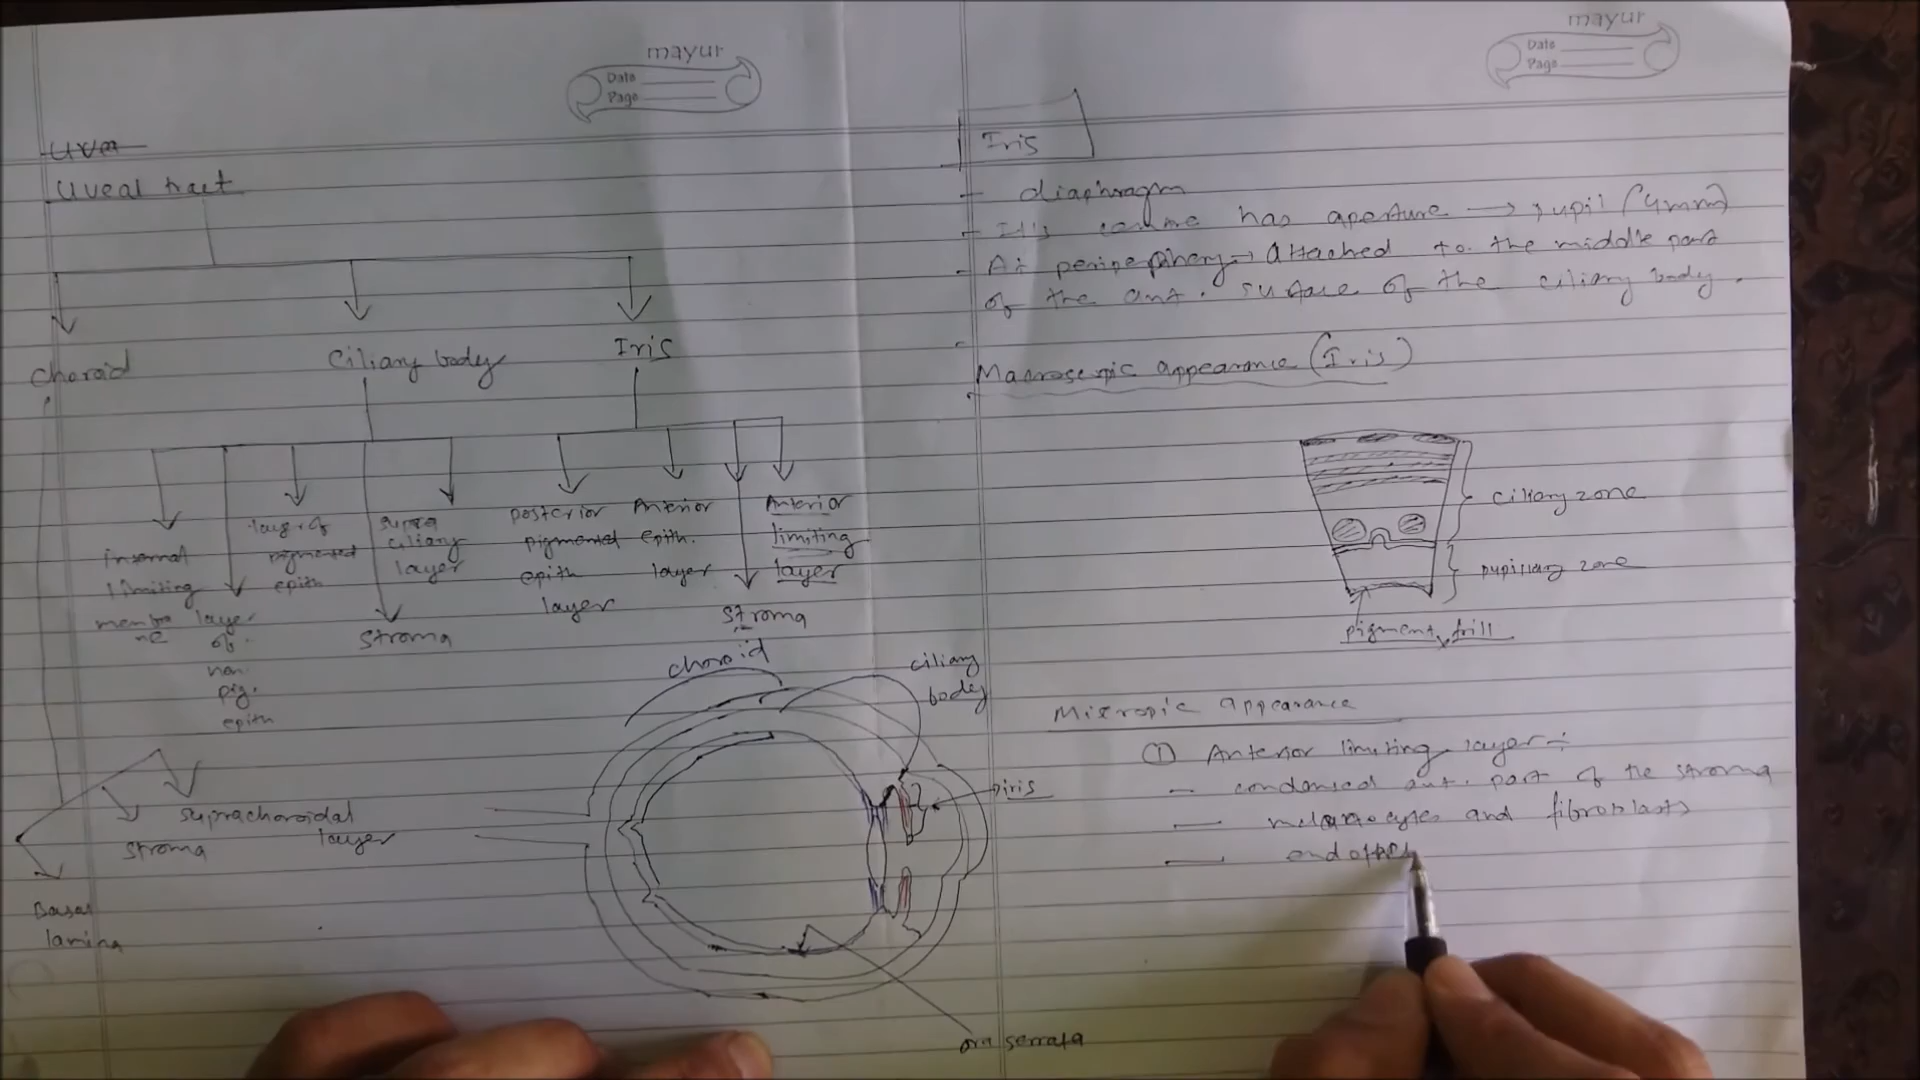 mayur
Date
Page
Uveal tract
Choroid
Ciliary body
Iris
internal
limiting
membra
ne
layer
of
non
pig.
epith
layer of
pigmented
epith
Stroma
supra
ciliary
layer
posterior
pigmented
epith
layer
Anterior
epith.
layer
Stroma
Anterior
limiting
layer
Suprachoroidal
layer
stroma
Basal
lamina
choroid
ciliary
body
iris
ora serrata
mayur
Date
Page
Iris
- diaphragm
- has aperture → pupil (4mm)
- At peripephery → Attached to the middle part
of the ant. surface of the ciliary body.
appearance (Iris)
ciliary zone
pupillary zone
pigment frill
appearance
① Anterior limiting layer :-
- condensed ant. part of the stroma
- melanocytes and fibroblasts